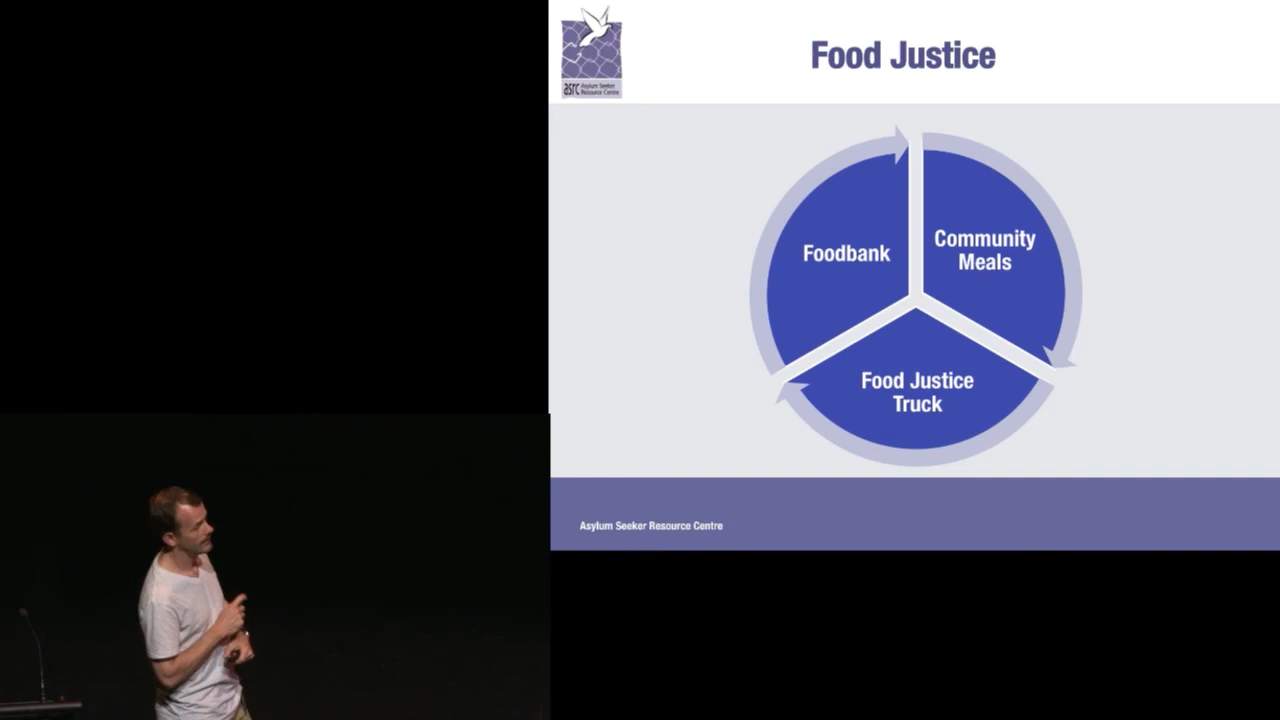 Food Justice
asrc Asylum Seeker
Resource Centre
Foodbank
Community
Meals
Food Justice
Truck
Asylum Seeker Resource Centre